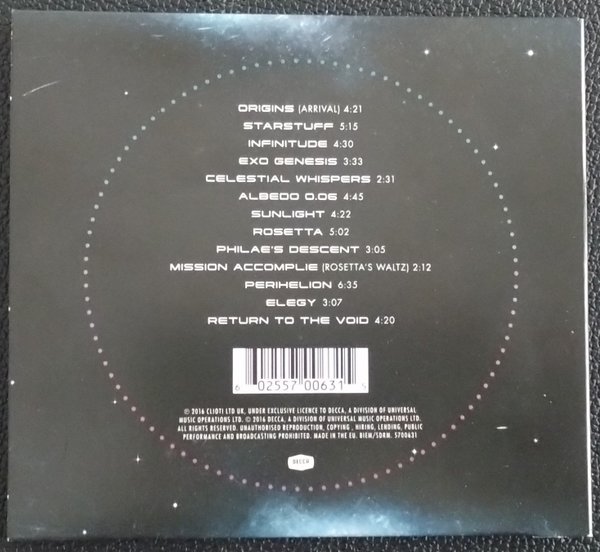 ORIGINS (ARRIVAL) 4:21
STARSTUFF 5:15
INFINITUDE 4:30
EXO GENESIS 3:33
CELESTIAL WHISPERS 2:31
ALBEDO 0.06 4:45
SUNLIGHT 4:22
ROSETTA 5:02
PHILAE'S DESCENT 3:05
MISSION ACCOMPLIE (ROSETTA'S WALTZ) 2:12
PERIHELION 6:35
ELEGY 3:07
RETURN TO THE VOID 4:20
6 02557 00631 9
℗ 2016 CLIOTI LTD UK, UNDER EXCLUSIVE LICENCE TO DECCA, A DIVISION OF UNIVERSAL
MUSIC OPERATIONS LTD. © 2016 DECCA, A DIVISION OF UNIVERSAL MUSIC OPERATIONS LTD.
ALL RIGHTS RESERVED. UNAUTHORISED REPRODUCTION, COPYING , HIRING, LENDING, PUBLIC
PERFORMANCE AND BROADCASTING PROHIBITED. MADE IN THE EU. BIEM/SDRM. 5700631
DECCA